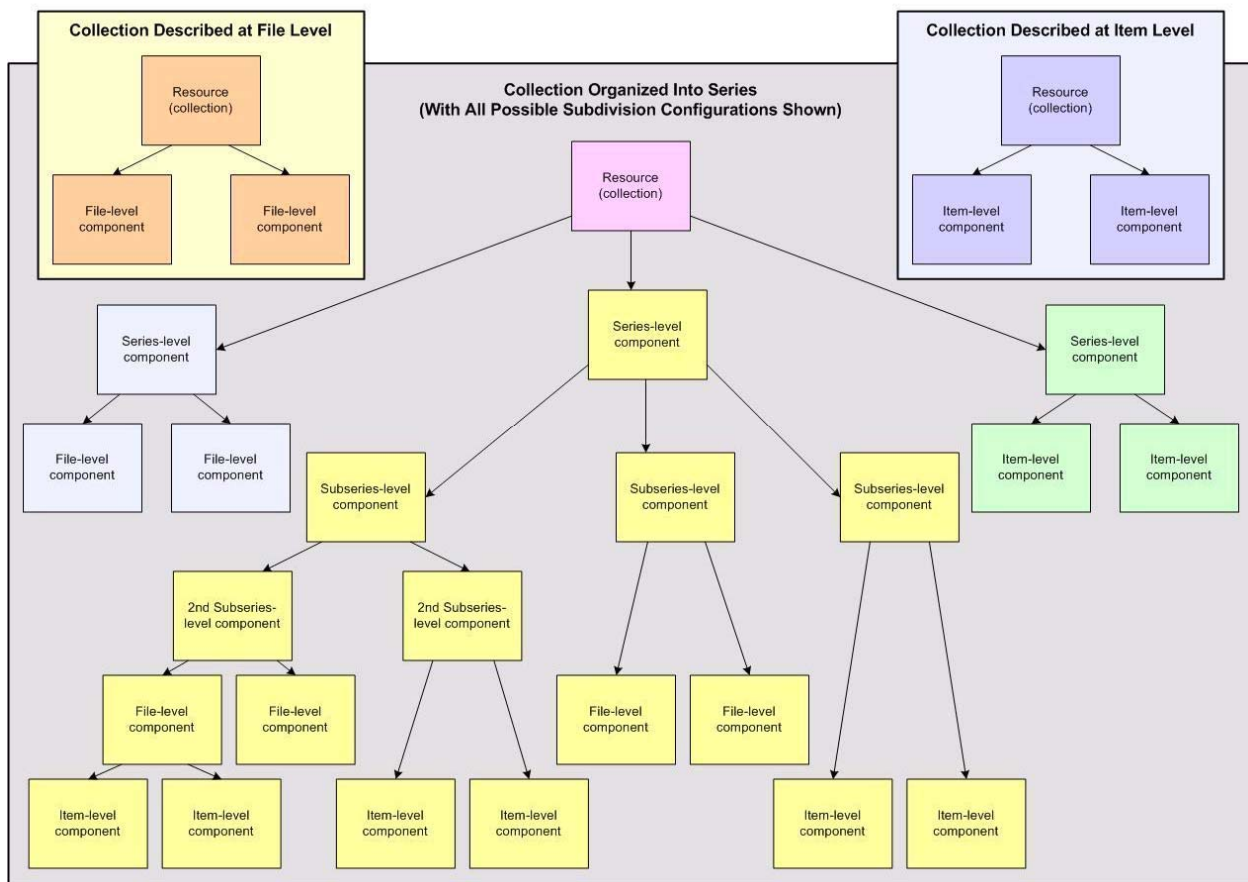 Collection Described at File Level
Resource
(collection)
File-level
component
File-level
component
Collection Organized Into Series
(With All Possible Subdivision Configurations Shown)
Resource
(collection)
Collection Described at Item Level
Resource
(collection)
Item-level
component
Item-level
component
Series-level
component
Series-level
component
Series-level
component
File-level
component
File-level
component
Item-level
component
Item-level
component
Subseries-level
component
Subseries-level
component
Subseries-level
component
2nd Subseries-
level component
2nd Subseries-
level component
File-level
component
File-level
component
File-level
component
File-level
component
Item-level
component
Item-level
component
Item-level
component
Item-level
component
Item-level
component
Item-level
component